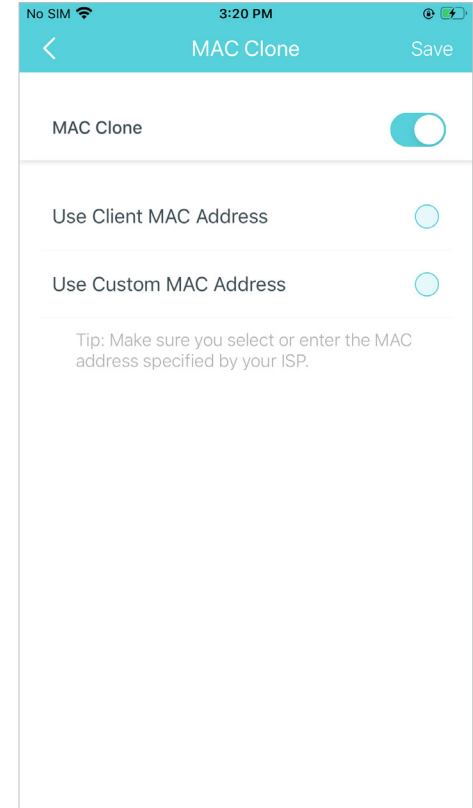 No SIM 3:20 PM
MAC Clone Save
MAC Clone
Use Client MAC Address
Use Custom MAC Address
Tip: Make sure you select or enter the MAC
address specified by your ISP.